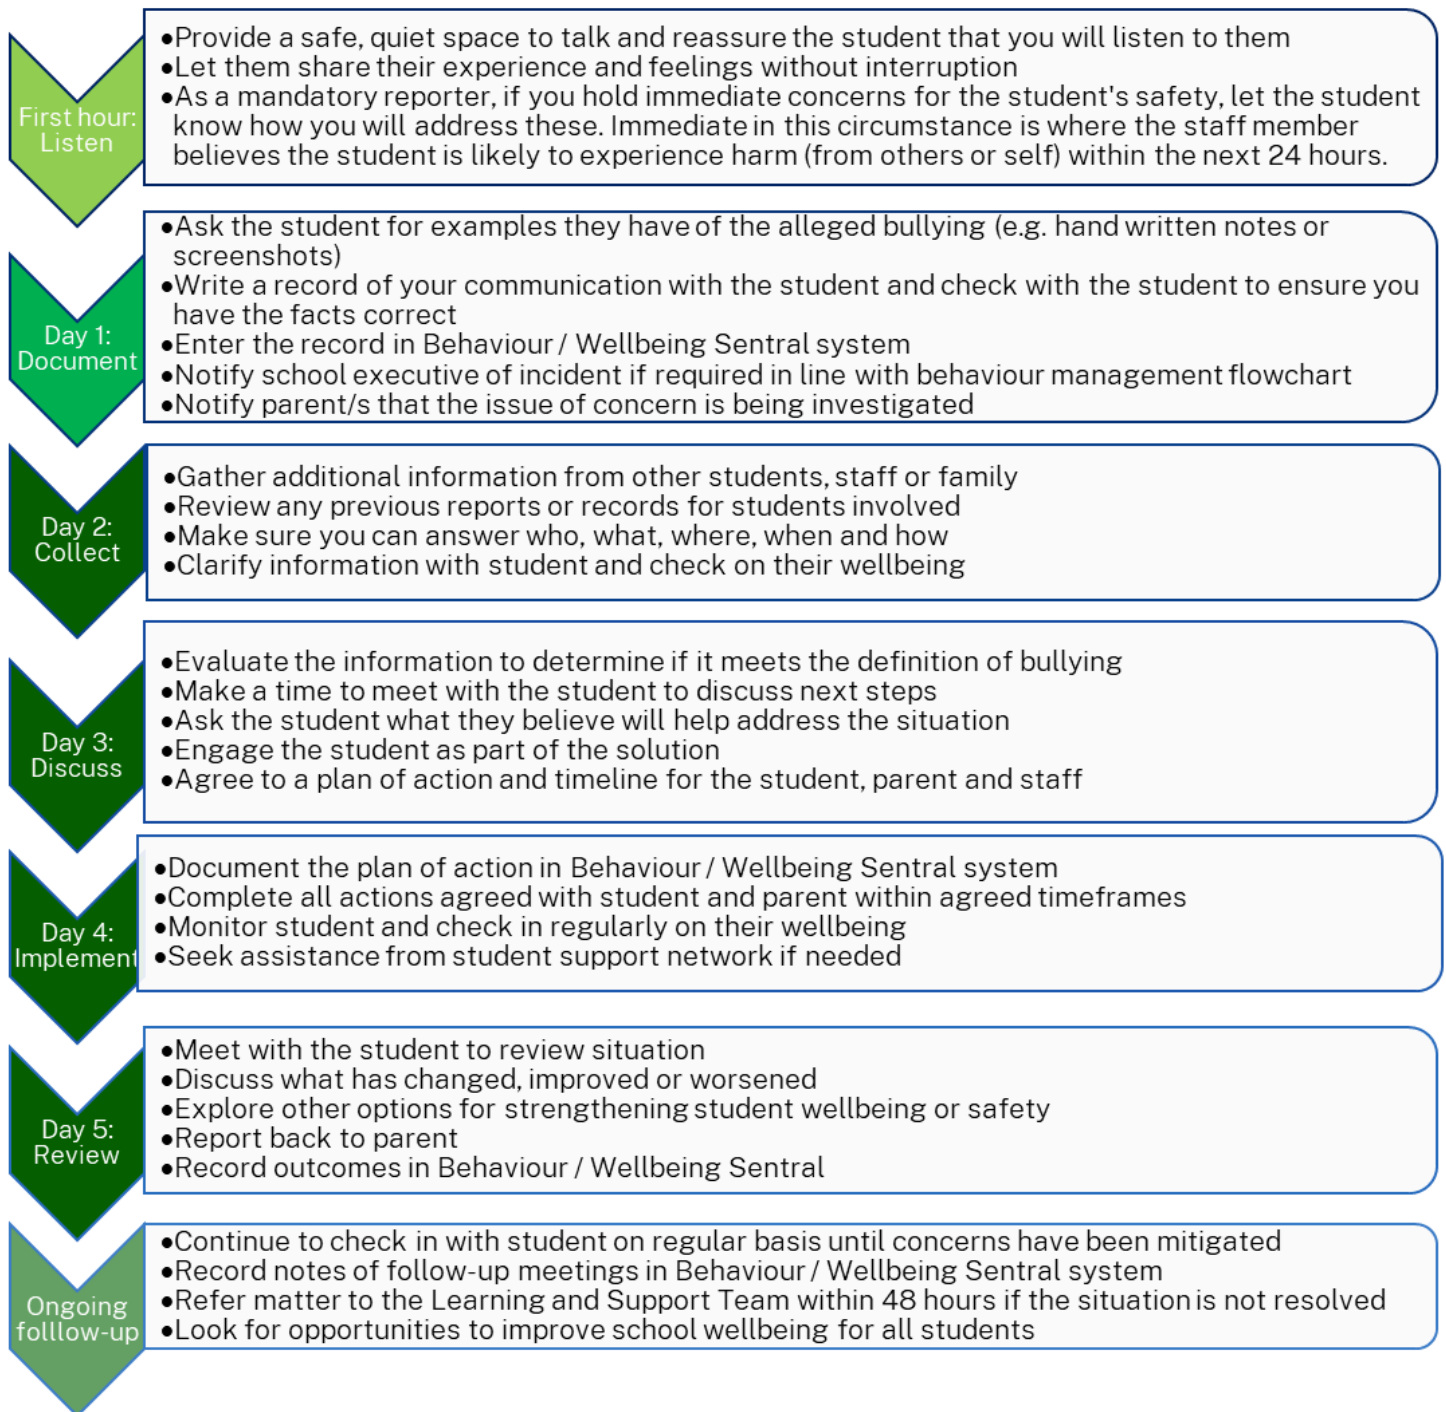 First hour:
Listen
•Provide a safe, quiet space to talk and reassure the student that you will listen to them
•Let them share their experience and feelings without interruption
•As a mandatory reporter, if you hold immediate concerns for the student's safety, let the student
know how you will address these. Immediate in this circumstance is where the staff member
believes the student is likely to experience harm (from others or self) within the next 24 hours.
Day 1:
Document
•Ask the student for examples they have of the alleged bullying (e.g. hand written notes or
screenshots)
•Write a record of your communication with the student and check with the student to ensure you
have the facts correct
•Enter the record in Behaviour / Wellbeing Sentral system
•Notify school executive of incident if required in line with behaviour management flowchart
•Notify parent/s that the issue of concern is being investigated
Day 2:
Collect
•Gather additional information from other students, staff or family
•Review any previous reports or records for students involved
•Make sure you can answer who, what, where, when and how
•Clarify information with student and check on their wellbeing
Day 3:
Discuss
•Evaluate the information to determine if it meets the definition of bullying
•Make a time to meet with the student to discuss next steps
•Ask the student what they believe will help address the situation
•Engage the student as part of the solution
•Agree to a plan of action and timeline for the student, parent and staff
Day 4:
Implement
•Document the plan of action in Behaviour / Wellbeing Sentral system
•Complete all actions agreed with student and parent within agreed timeframes
•Monitor student and check in regularly on their wellbeing
•Seek assistance from student support network if needed
Day 5:
Review
•Meet with the student to review situation
•Discuss what has changed, improved or worsened
•Explore other options for strengthening student wellbeing or safety
•Report back to parent
•Record outcomes in Behaviour / Wellbeing Sentral
Ongoing
folllow-up
•Continue to check in with student on regular basis until concerns have been mitigated
•Record notes of follow-up meetings in Behaviour / Wellbeing Sentral system
•Refer matter to the Learning and Support Team within 48 hours if the situation is not resolved
•Look for opportunities to improve school wellbeing for all students